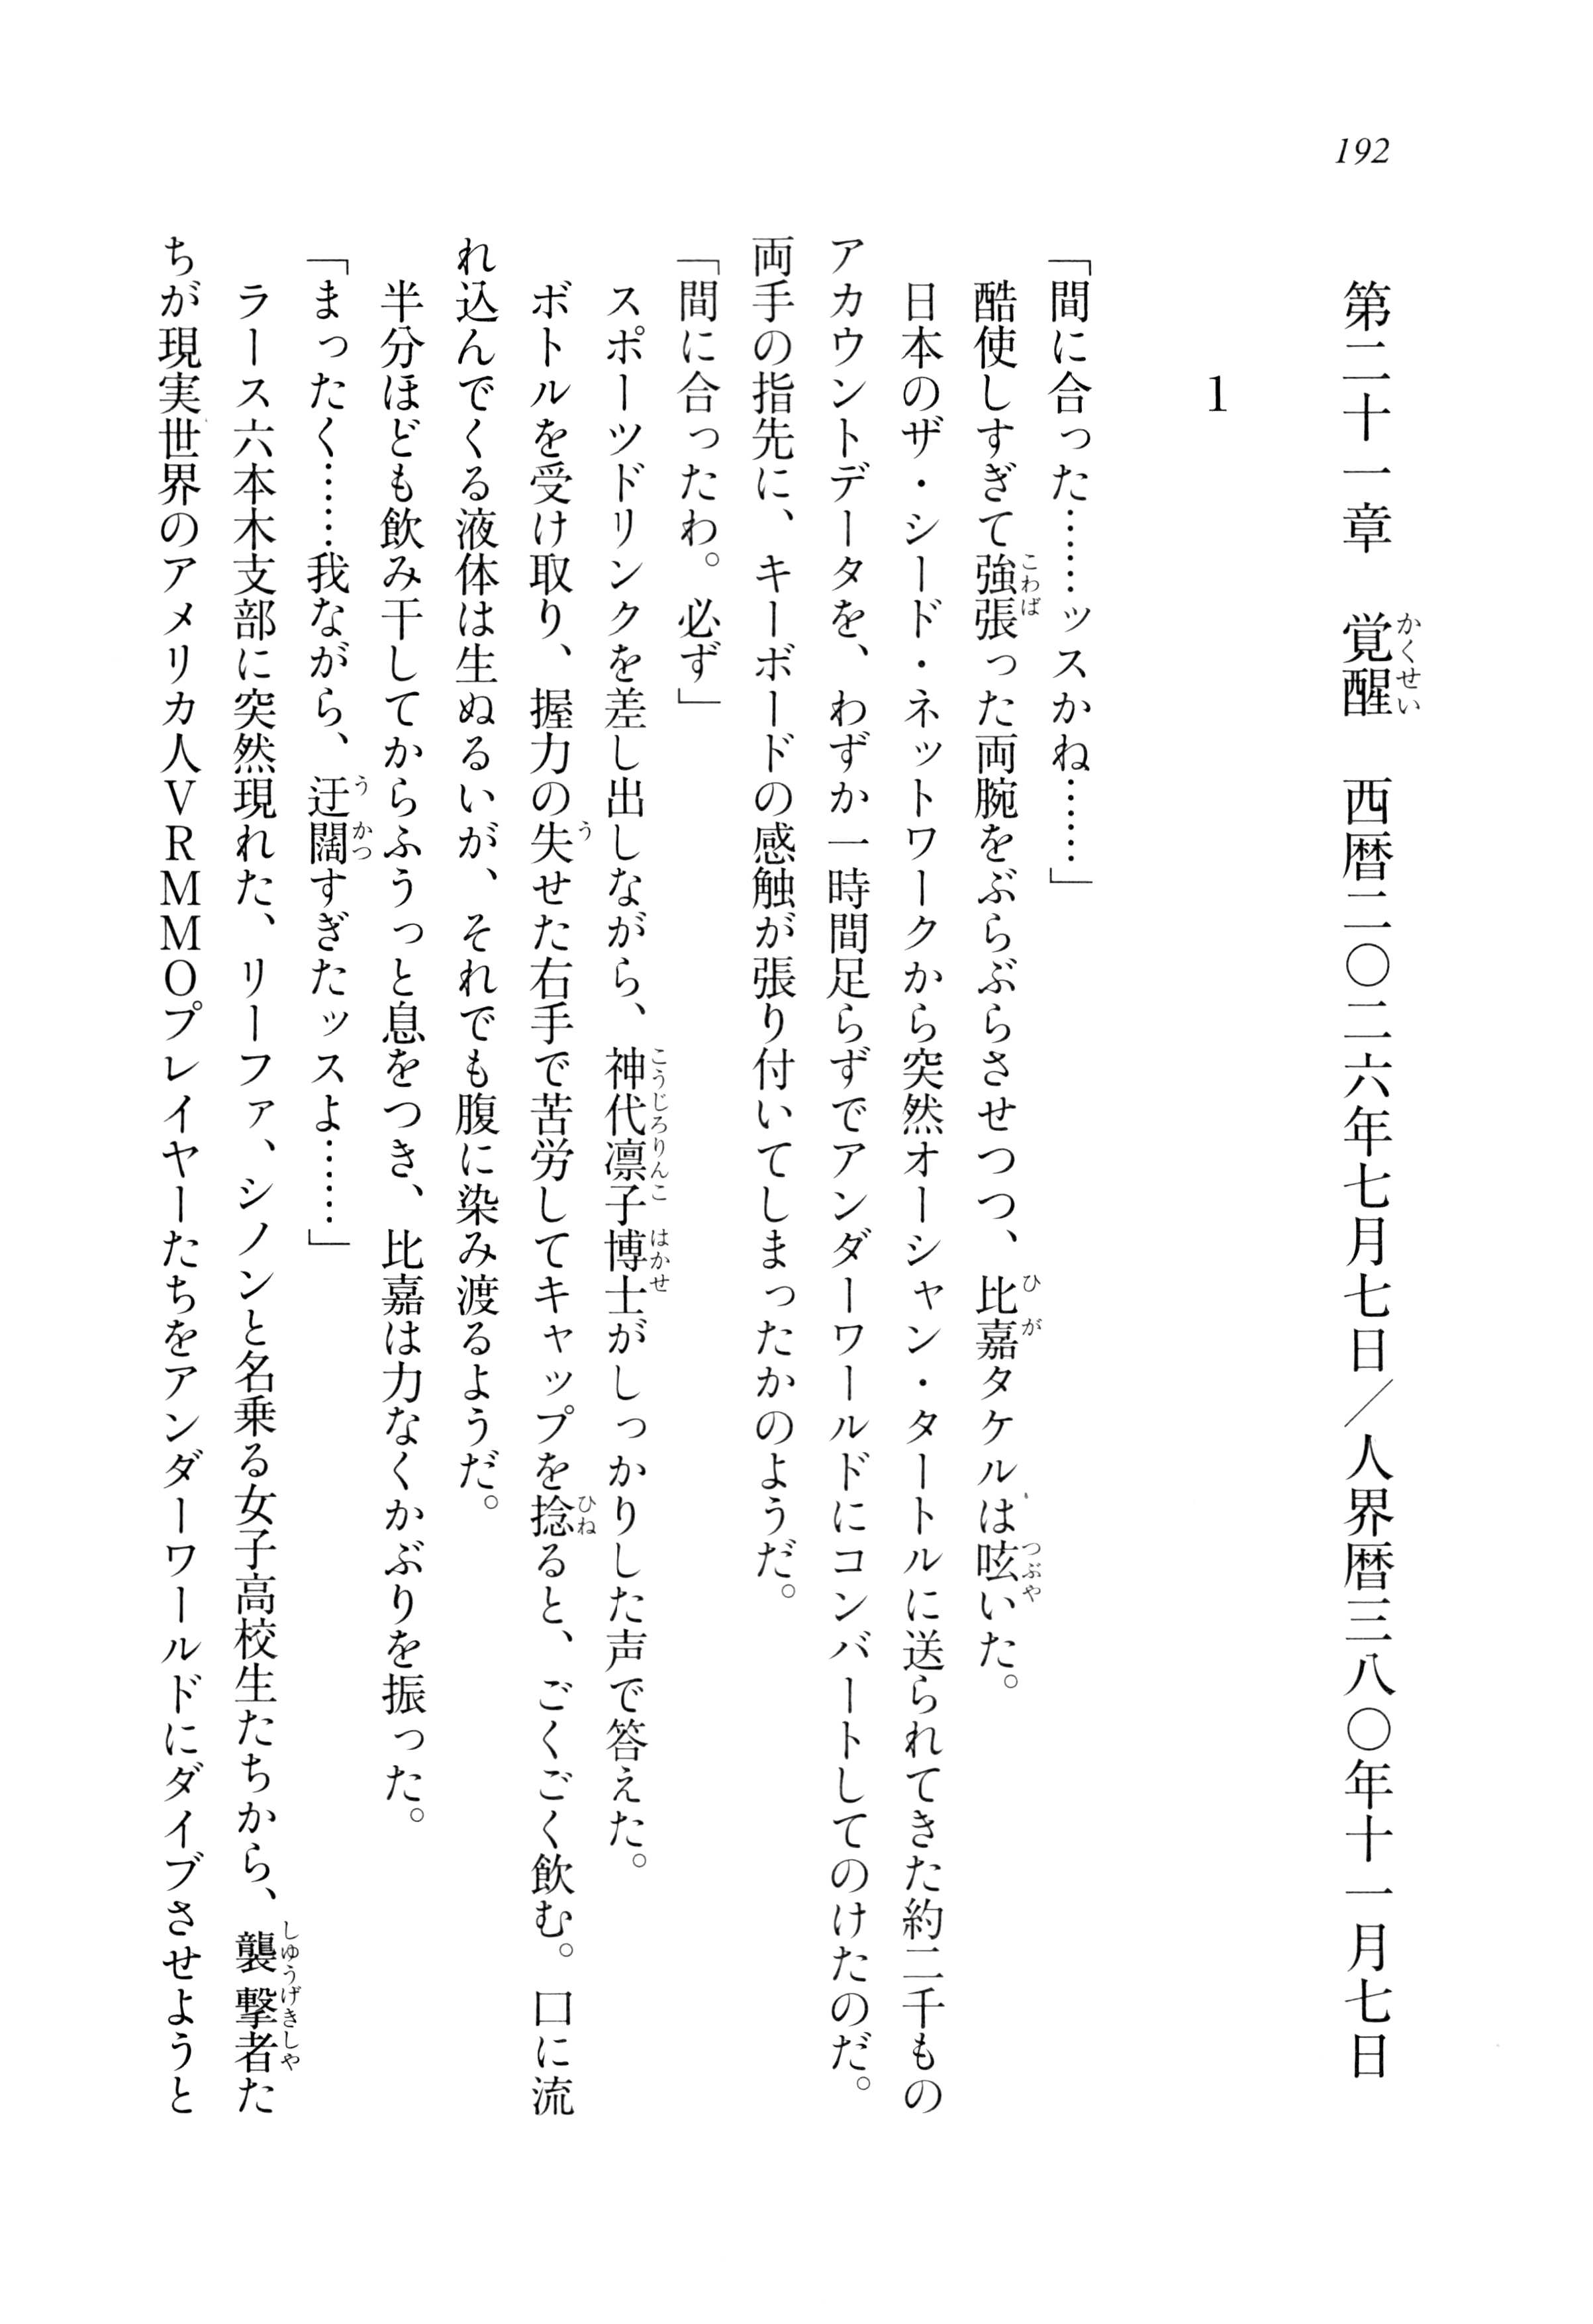 192
第二十一章　覚醒　西暦二〇二六年七月七日／人界暦三八〇年十一月七日
1
「間に合った……ッスかね……」
酷使しすぎて強張った両腕をぶらぶらさせつつ、比嘉タケルは呟いた。
日本のザ・シード・ネットワークから突然オーシャン・タートルに送られてきた約二千もの
アカウントデータを、わずか一時間足らずでアンダーワールドにコンバートしてのけたのだ。
両手の指先に、キーボードの感触が張り付いてしまったかのようだ。
「間に合ったわ。必ず」
スポーツドリンクを差し出しながら、神代凛子博士がしっかりした声で答えた。
ボトルを受け取り、握力の失せた右手で苦労してキャップを捻ると、ごくごく飲む。口に流
れ込んでくる液体は生ぬるいが、それでも腹に染み渡るようだ。
半分ほども飲み干してからふうっと息をつき、比嘉は力なくかぶりを振った。
「まったく……我ながら、迂闊すぎたッスよ……」
ラース六本木支部に突然現れた、リーファ、シノンと名乗る女子高校生たちから、襲撃者た
ちが現実世界のアメリカ人ＶＲＭＭＯプレイヤーたちをアンダーワールドにダイブさせようと